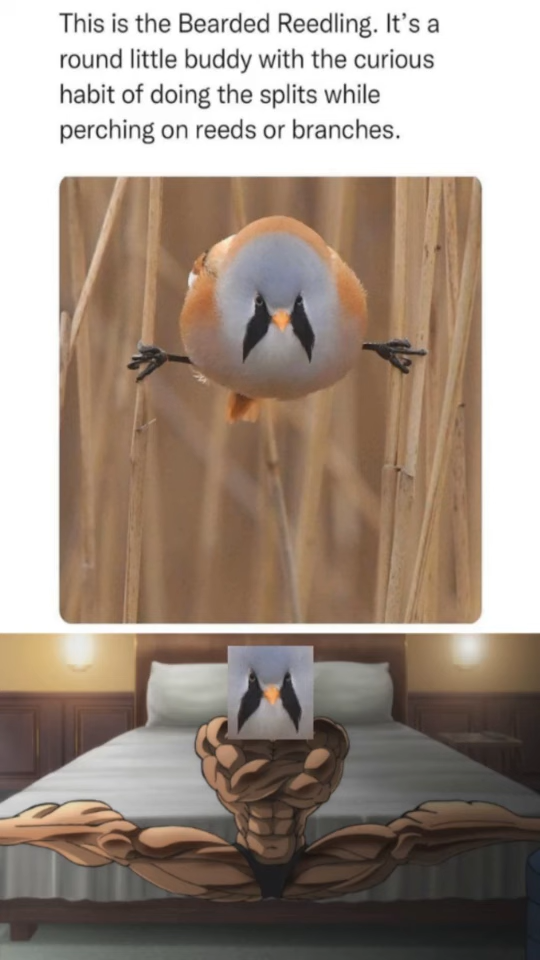 This is the Bearded Reedling. It’s a
round little buddy with the curious
habit of doing the splits while
perching on reeds or branches.